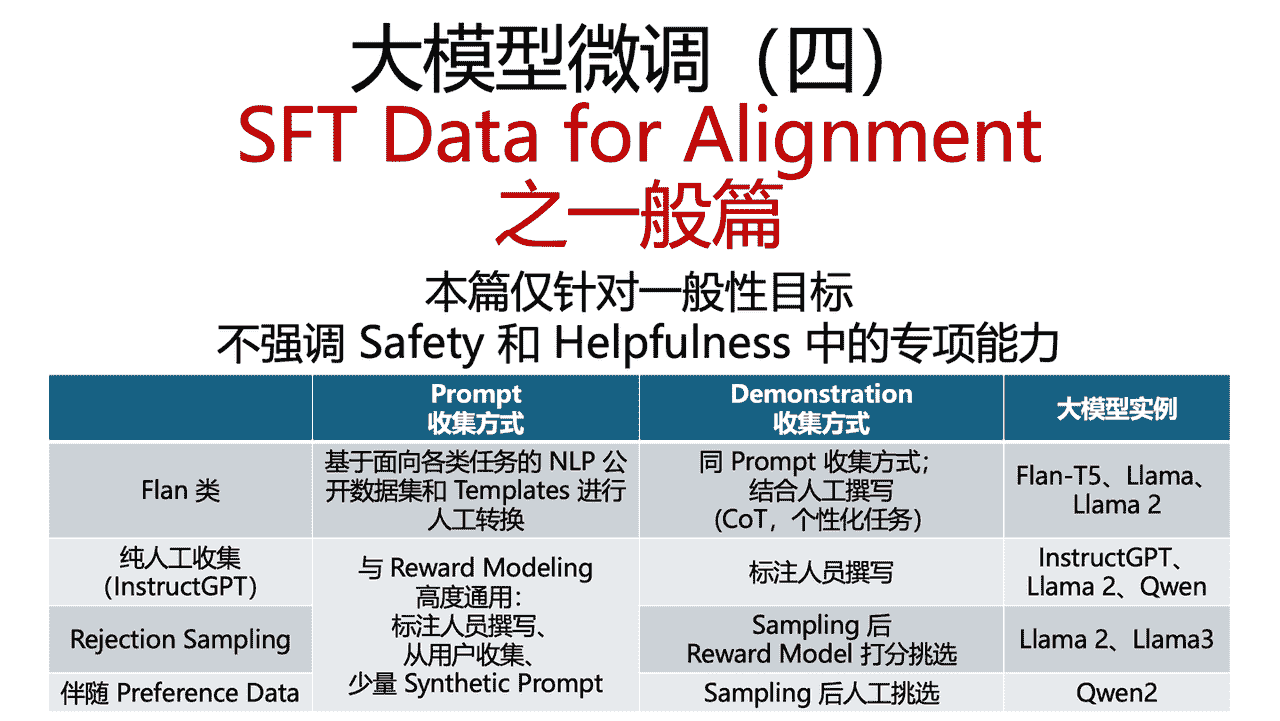 大模型微调（四）
SFT Data for Alignment
之一般篇
本篇仅针对一般性目标
不强调 Safety 和 Helpfulness 中的专项能力
Prompt
收集方式
Demonstration
收集方式
大模型实例
Flan 类
基于面向各类任务的 NLP 公
开数据集和 Templates 进行
人工转换
同 Prompt 收集方式；
结合人工撰写
（CoT，个性化任务）
Flan-T5、Llama、
Llama 2
纯人工收集
（InstructGPT）
与 Reward Modeling
高度通用：
标注人员撰写、
从用户收集、
少量 Synthetic Prompt
标注人员撰写
InstructGPT、
Llama 2、Qwen
Rejection Sampling
Sampling 后
Reward Model 打分挑选
Llama 2、Llama3
伴随 Preference Data
Sampling 后人工挑选
Qwen2